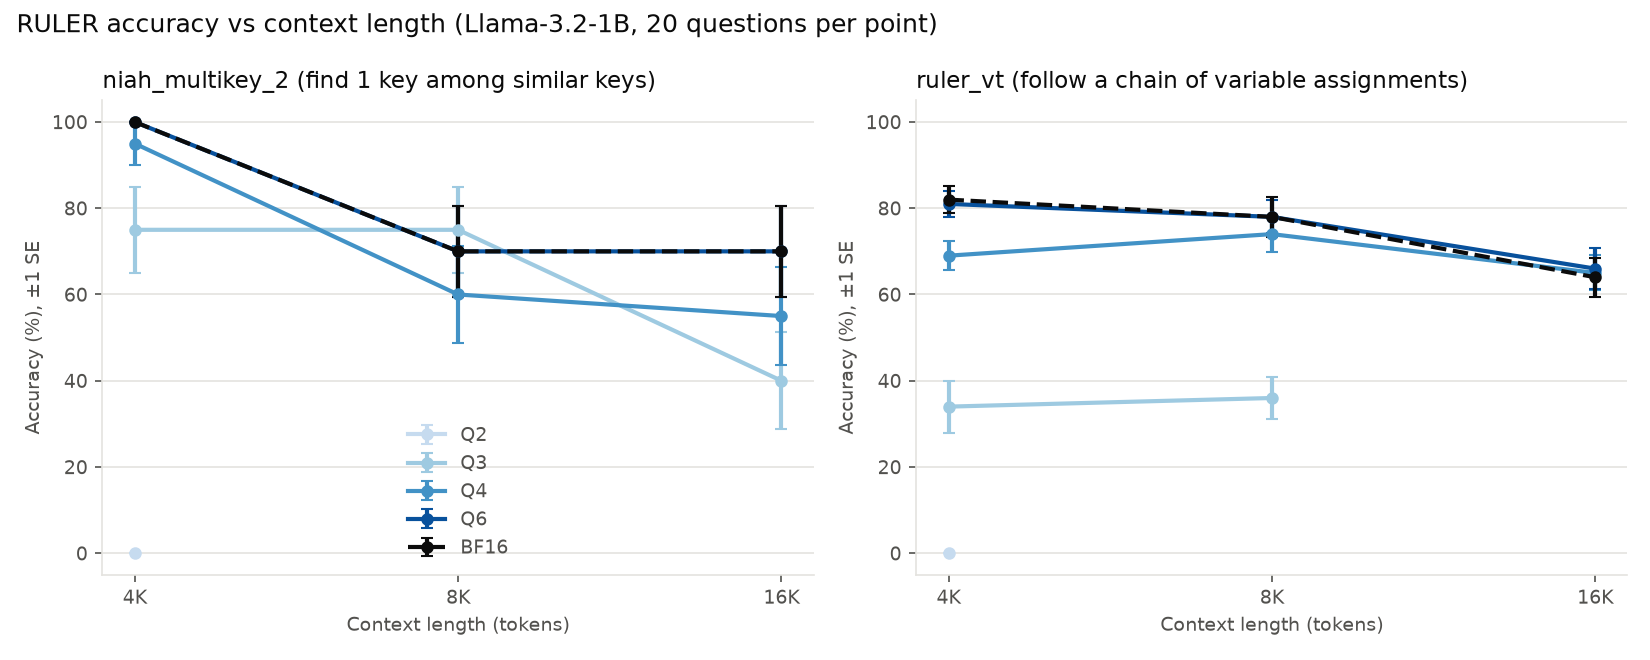 RULER accuracy vs context length (Llama-3.2-1B, 20 questions per point)
niah_multikey_2 (find 1 key among similar keys)
100
80
60
40
20
0
Accuracy (%), ±1 SE
Q2
Q3
Q4
Q6
BF16
4K
8K
16K
Context length (tokens)
ruler_vt (follow a chain of variable assignments)
100
80
60
40
20
0
Accuracy (%), ±1 SE
4K
8K
16K
Context length (tokens)